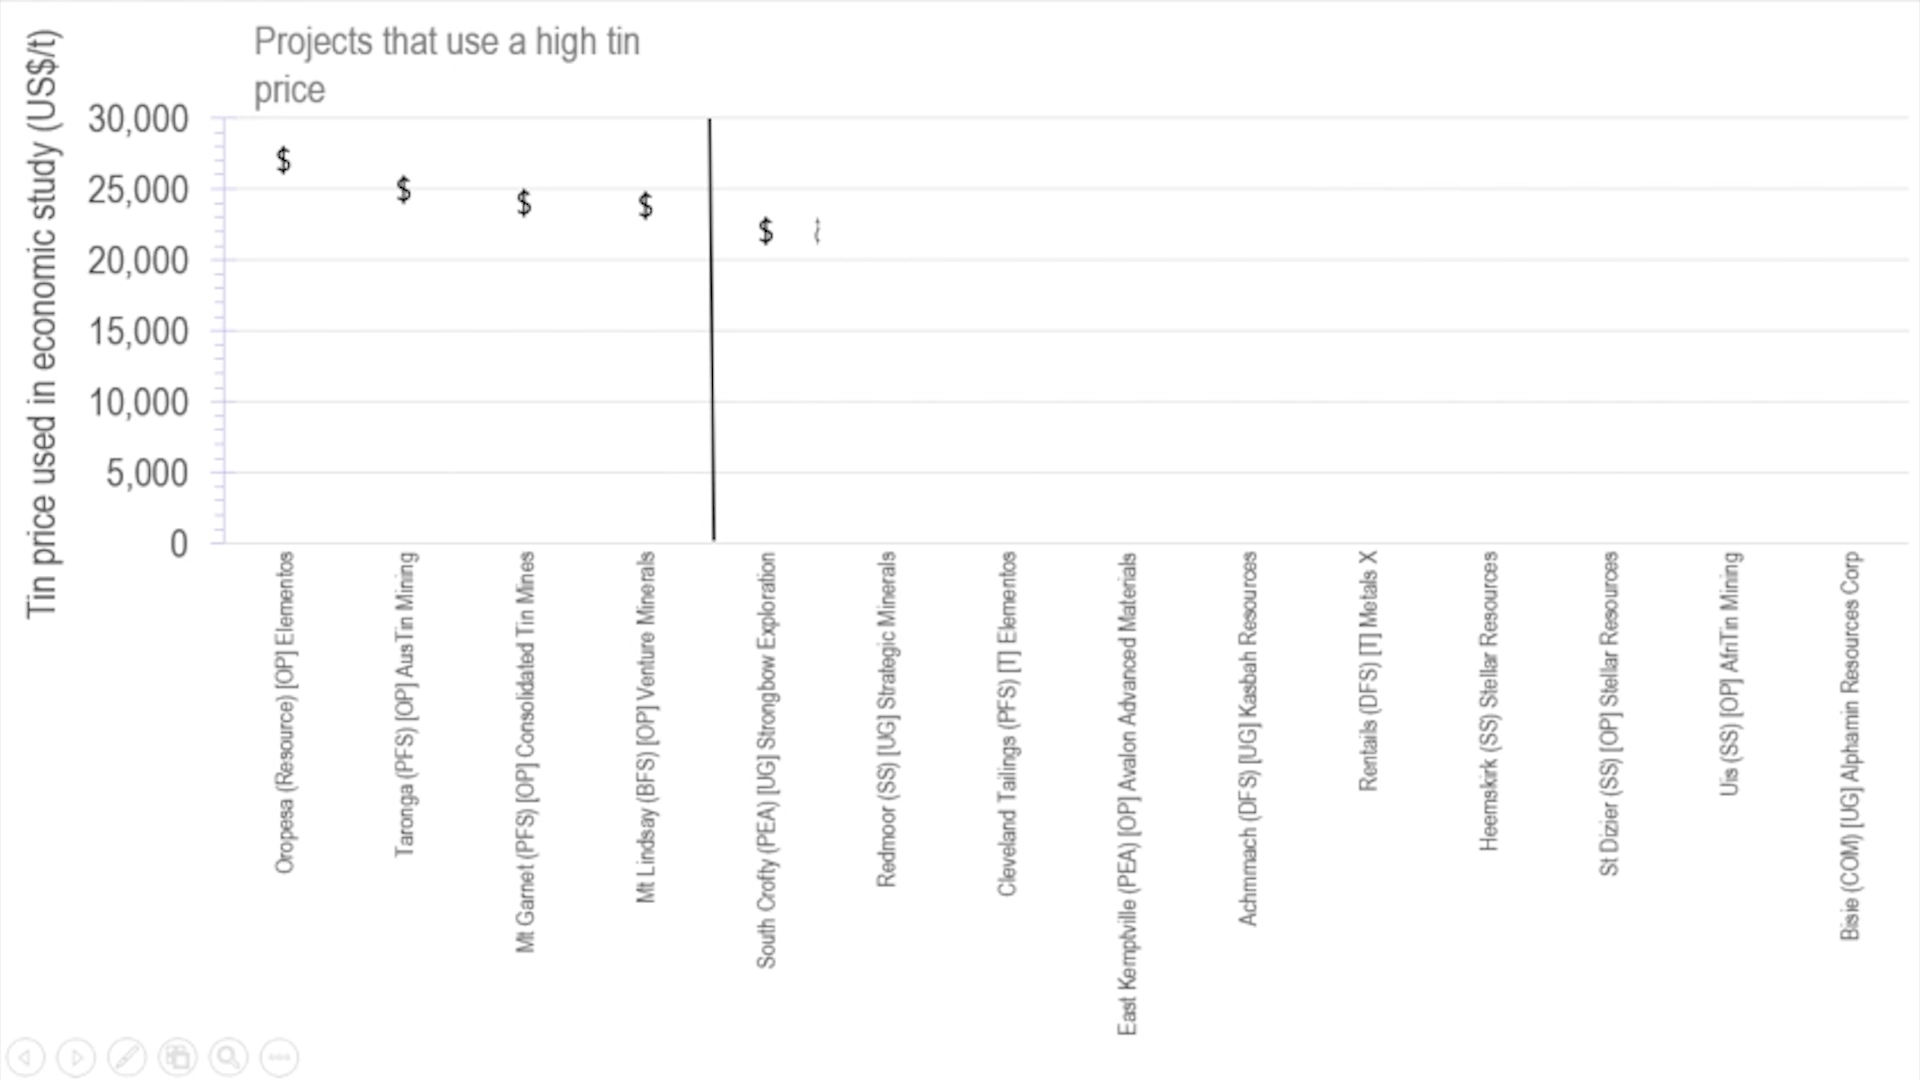 Projects that use a high tin
price
Tin price used in economic study (US$/t)
30,000
25,000
20,000
15,000
10,000
5,000
0
$
$
$
$
$
Oropesa (Resource) [OP] Elementos
Taronga (PFS) [OP] AusTin Mining
Mt Garnet (PFS) [OP] Consolidated Tin Mines
Mt Lindsay (BFS) [OP] Venture Minerals
South Crofty (PEA) [UG] Strongbow Exploration
Redmoor (SS) [UG] Strategic Minerals
Cleveland Tailings (PFS) [T] Elementos
East Kemptville (PEA) [OP] Avalon Advanced Materials
Achmmach (DFS) [UG] Kasbah Resources
Rentails (DFS) [T] Metals X
Heemskirk (SS) Stellar Resources
St Dizier (SS) [OP] Stellar Resources
Uis (SS) [OP] AfriTin Mining
Bisie (COM) [UG] Alphamin Resources Corp